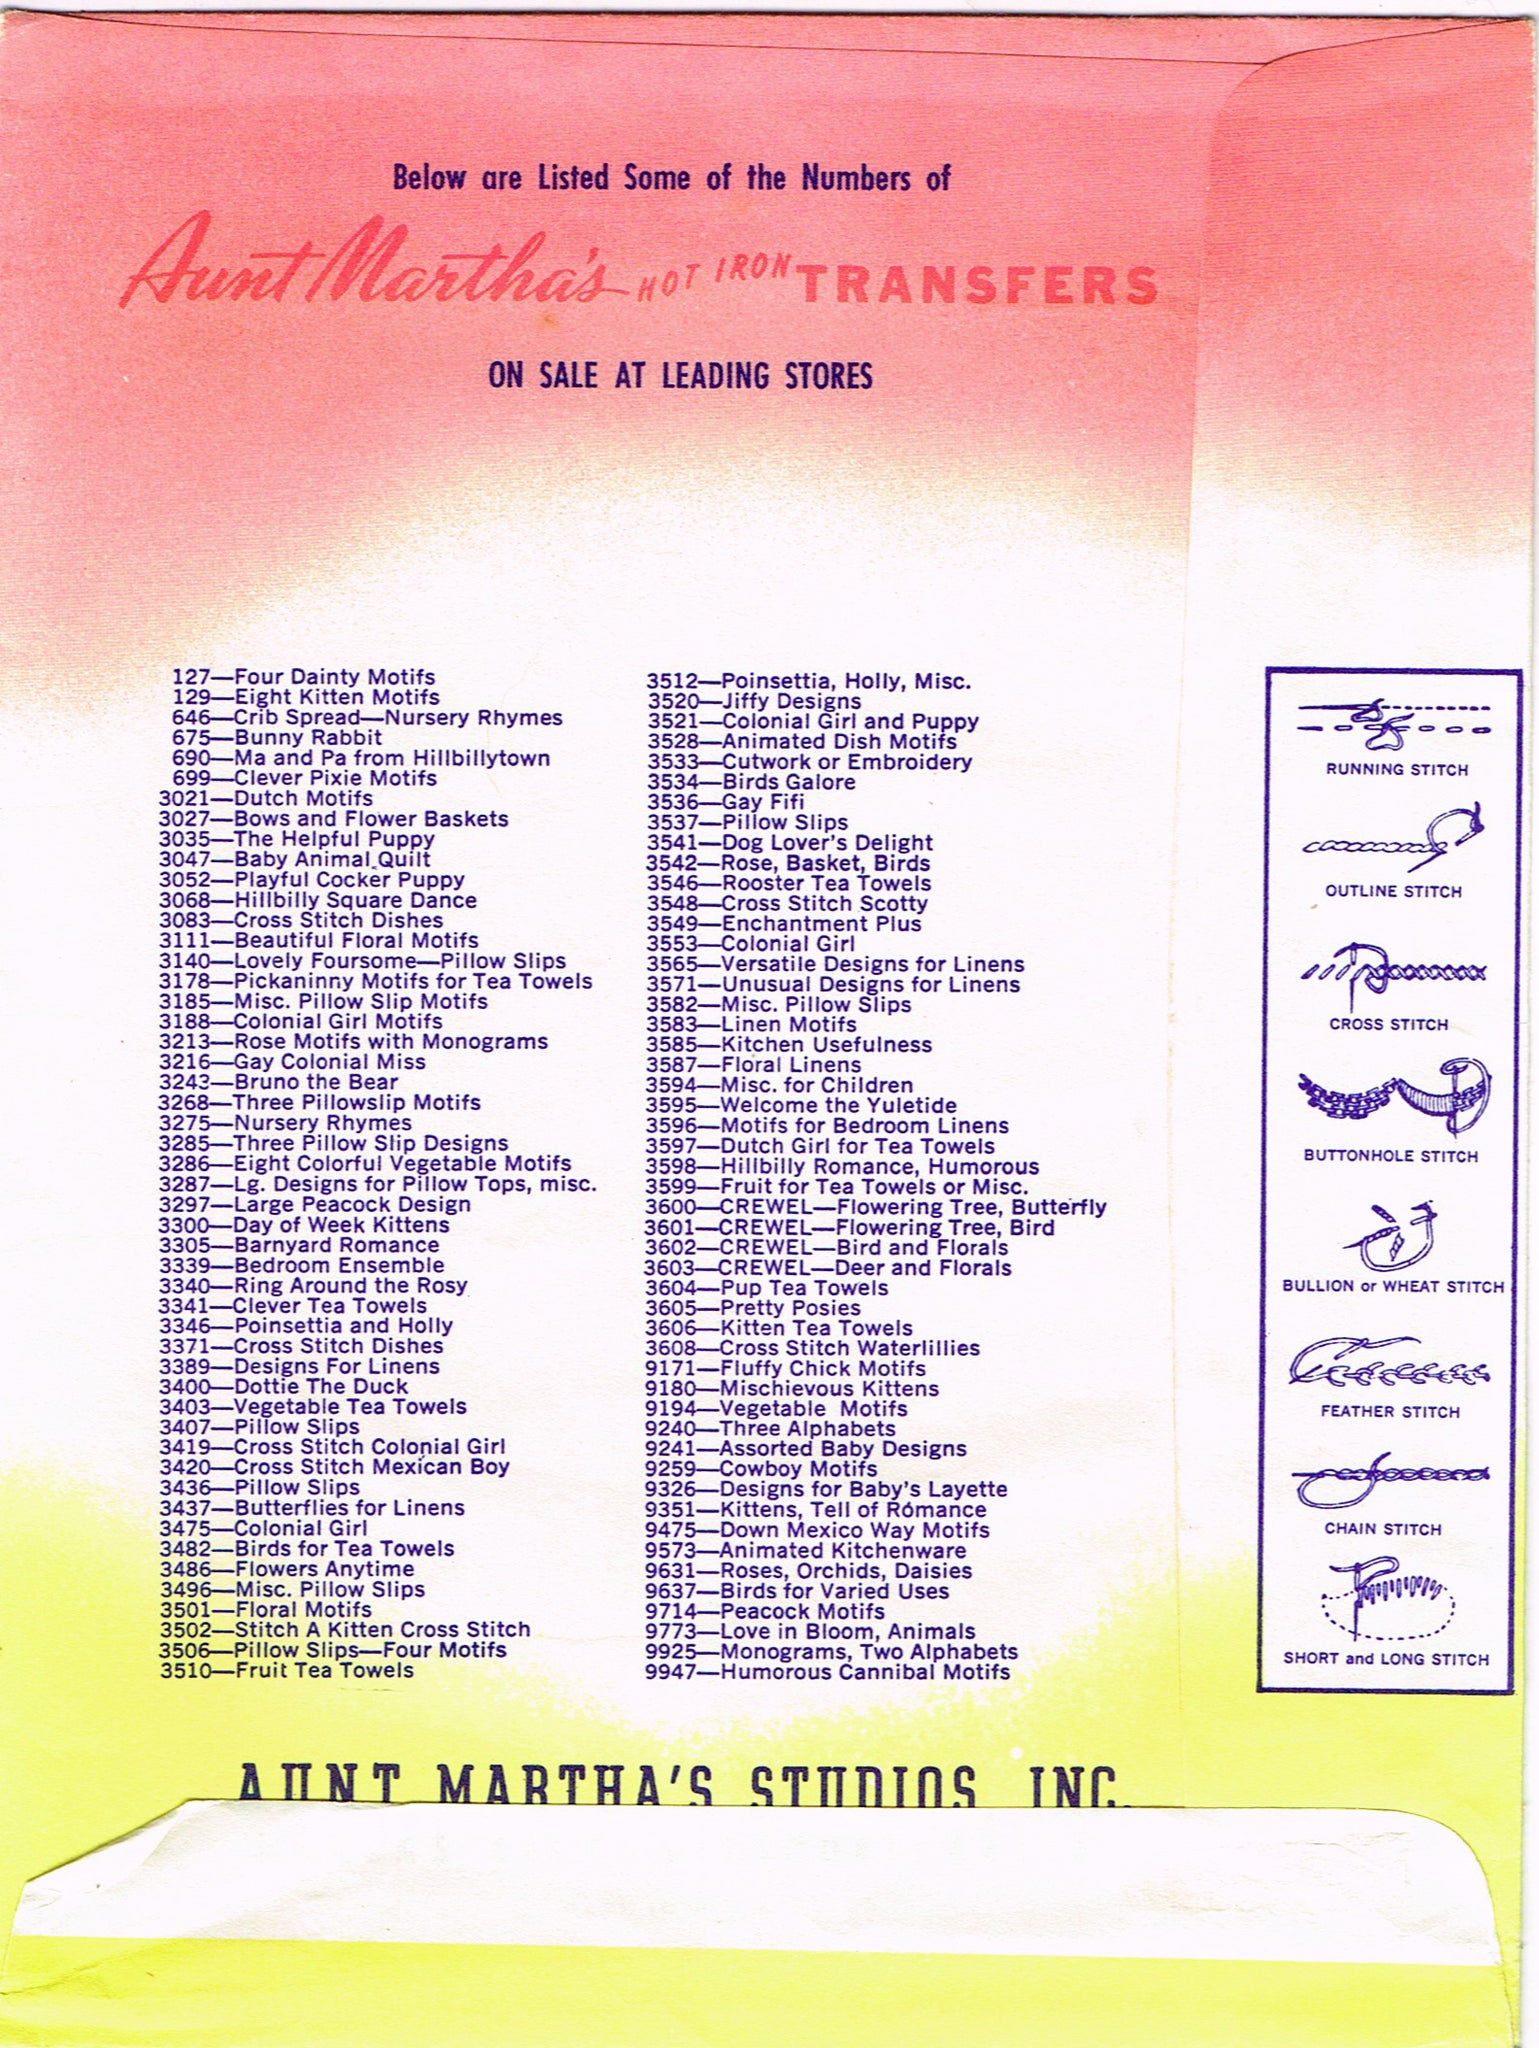 Below are Listed Some of the Numbers of
Aunt Martha's HOT IRON TRANSFERS
ON SALE AT LEADING STORES
127—Four Dainty Motifs
129—Eight Kitten Motifs
646—Crib Spread—Nursery Rhymes
675—Bunny Rabbit
690—Ma and Pa from Hillbillytown
699—Clever Pixie Motifs
3021—Dutch Motifs
3027—Bows and Flower Baskets
3035—The Helpful Puppy
3047—Baby Animal Quilt
3052—Playful Cocker Puppy
3068—Hillbilly Square Dance
3083—Cross Stitch Dishes
3111—Beautiful Floral Motifs
3140—Lovely Foursome—Pillow Slips
3178—Pickaninny Motifs for Tea Towels
3185—Misc. Pillow Slip Motifs
3188—Colonial Girl Motifs
3213—Rose Motifs with Monograms
3216—Gay Colonial Miss
3243—Bruno the Bear
3268—Three Pillowslip Motifs
3275—Nursery Rhymes
3285—Three Pillow Slip Designs
3286—Eight Colorful Vegetable Motifs
3287—Lg. Designs for Pillow Tops, misc.
3297—Large Peacock Design
3300—Day of Week Kittens
3305—Barnyard Romance
3339—Bedroom Ensemble
3340—Ring Around the Rosy
3341—Clever Tea Towels
3346—Poinsettia and Holly
3371—Cross Stitch Dishes
3389—Designs For Linens
3400—Dottie The Duck
3403—Vegetable Tea Towels
3407—Pillow Slips
3419—Cross Stitch Colonial Girl
3420—Cross Stitch Mexican Boy
3436—Pillow Slips
3437—Butterflies for Linens
3475—Colonial Girl
3482—Birds for Tea Towels
3486—Flowers Anytime
3496—Misc. Pillow Slips
3501—Floral Motifs
3502—Stitch A Kitten Cross Stitch
3506—Pillow Slips—Four Motifs
3510—Fruit Tea Towels
3512—Poinsettia, Holly, Misc.
3520—Jiffy Designs
3521—Colonial Girl and Puppy
3528—Animated Dish Motifs
3533—Cutwork or Embroidery
3534—Birds Galore
3536—Gay Fifi
3537—Pillow Slips
3541—Dog Lover's Delight
3542—Rose, Basket, Birds
3546—Rooster Tea Towels
3548—Cross Stitch Scotty
3549—Enchantment Plus
3553—Colonial Girl
3565—Versatile Designs for Linens
3571—Unusual Designs for Linens
3582—Misc. Pillow Slips
3583—Linen Motifs
3585—Kitchen Usefulness
3587—Floral Linens
3594—Misc. for Children
3595—Welcome the Yuletide
3596—Motifs for Bedroom Linens
3597—Dutch Girl for Tea Towels
3598—Hillbilly Romance, Humorous
3599—Fruit for Tea Towels or Misc.
3600—CREWEL—Flowering Tree, Butterfly
3601—CREWEL—Flowering Tree, Bird
3602—CREWEL—Bird and Florals
3603—CREWEL—Deer and Florals
3604—Pup Tea Towels
3605—Pretty Posies
3606—Kitten Tea Towels
3608—Cross Stitch Waterlillies
9171—Fluffy Chick Motifs
9180—Mischievous Kittens
9194—Vegetable Motifs
9240—Three Alphabets
9241—Assorted Baby Designs
9259—Cowboy Motifs
9326—Designs for Baby's Layette
9351—Kittens, Tell of Romance
9475—Down Mexico Way Motifs
9573—Animated Kitchenware
9631—Roses, Orchids, Daisies
9637—Birds for Varied Uses
9714—Peacock Motifs
9773—Love in Bloom, Animals
9925—Monograms, Two Alphabets
9947—Humorous Cannibal Motifs
RUNNING STITCH
OUTLINE STITCH
CROSS STITCH
BUTTONHOLE STITCH
BULLION or WHEAT STITCH
FEATHER STITCH
CHAIN STITCH
SHORT and LONG STITCH
AUNT MARTHA'S STUDIOS, INC.